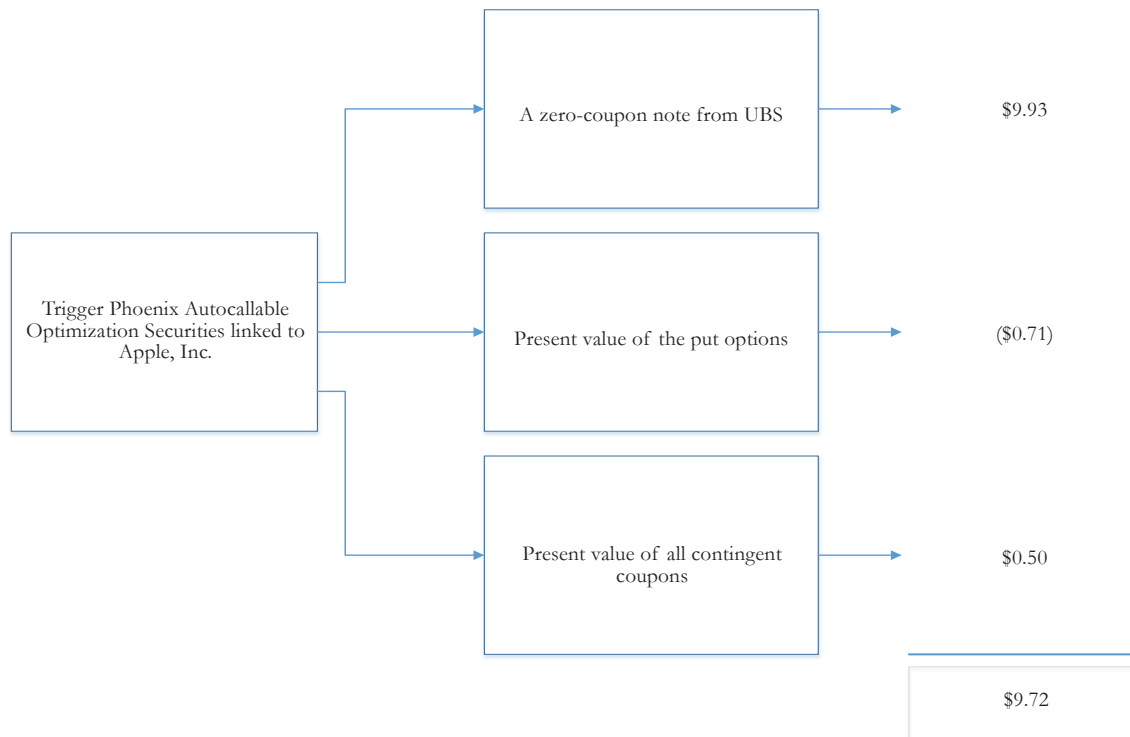 A zero-coupon note from UBS
$9.93
Trigger Phoenix Autocallable
Optimization Securities linked to
Apple, Inc.
Present value of the put options
($0.71)
Present value of all contingent
coupons
$0.50
$9.72